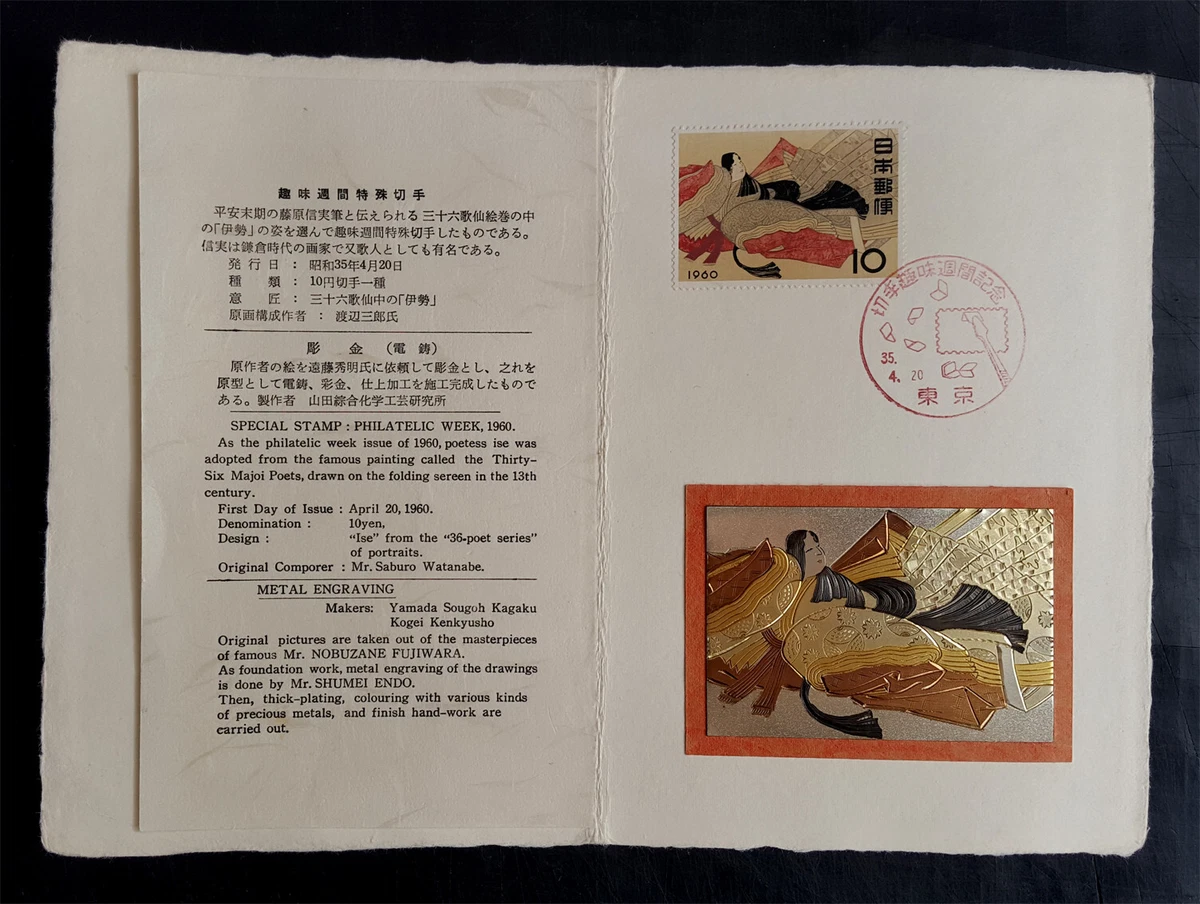 趣味週間特殊切手
平安末期の藤原信実筆と伝えられる三十六歌仙絵巻の中
の「伊勢」の姿を選んで趣味週間特殊切手したものである。
信実は鎌倉時代の画家で又歌人としても有名である。
発行日 : 昭和35年4月20日
種類 : 10円切手一種
意匠 : 三十六歌仙中の「伊勢」
原画構成作者 : 渡辺三郎氏
彫金 (電鋳)
原作者の絵を遠藤秀明氏に依頼して彫金とし、之れを
原型として電鋳、彩金、仕上加工を施工完成したもので
ある。製作者 山田綜合化学工芸研究所
SPECIAL STAMP : PHILATELIC WEEK, 1960.
As the philatelic week issue of 1960, poetess ise was
adopted from the famous painting called the Thirty-
Six Majoi Poets, drawn on the folding sereen in the 13th
century.
First Day of Issue : April 20, 1960.
Denomination : 10yen,
Design : "Ise" from the "36-poet series"
of portraits.
Original Composer : Mr. Saburo Watanabe.
METAL ENGRAVING
Makers: Yamada Sougoh Kagaku
Kogei Kenkyusho
Original pictures are taken out of the masterpieces
of famous Mr. NOBUZANE FUJIWARA.
As foundation work, metal engraving of the drawings
is done by Mr. SHUMEI ENDO.
Then, thick-plating, colouring with various kinds
of precious metals, and finish hand-work are
carried out.
日本郵便
1960
10
切手趣味週間記念
35.
4. 20
東京